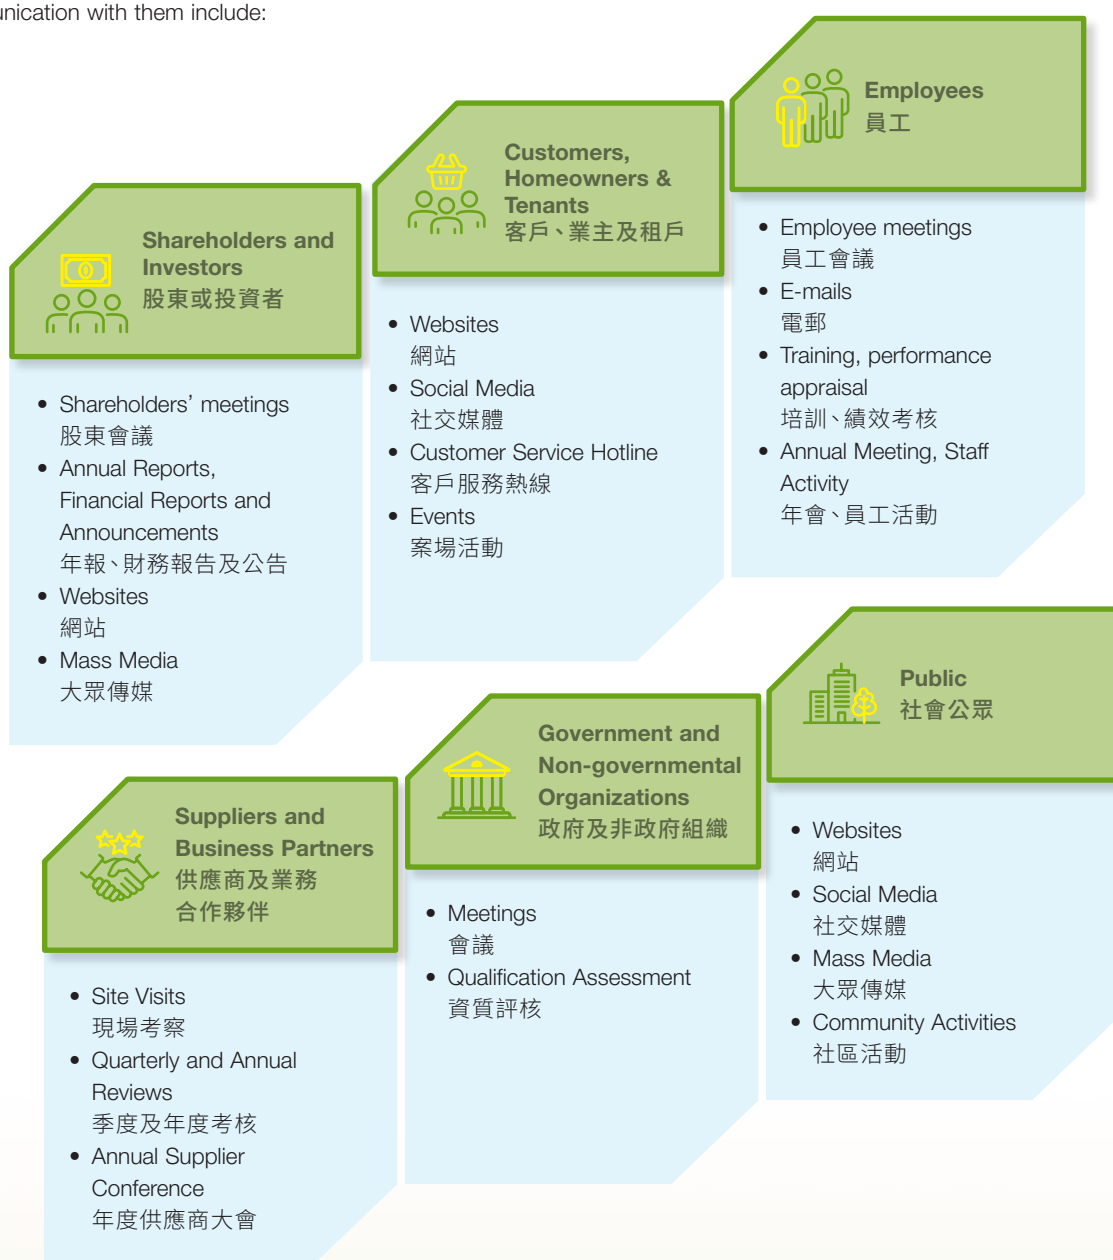 unication with them include:
Shareholders and
Investors
股東或投資者
• Shareholders’ meetings
股東會議
• Annual Reports,
Financial Reports and
Announcements
年報、財務報告及公告
• Websites
網站
• Mass Media
大眾傳媒
Customers,
Homeowners &
Tenants
客戶、業主及租戶
• Websites
網站
• Social Media
社交媒體
• Customer Service Hotline
客戶服務熱線
• Events
案場活動
Employees
員工
• Employee meetings
員工會議
• E-mails
電郵
• Training, performance
appraisal
培訓、績效考核
• Annual Meeting, Staff
Activity
年會、員工活動
Suppliers and
Business Partners
供應商及業務
合作夥伴
• Site Visits
現場考察
• Quarterly and Annual
Reviews
季度及年度考核
• Annual Supplier
Conference
年度供應商大會
Government and
Non-governmental
Organizations
政府及非政府組織
• Meetings
會議
• Qualification Assessment
資質評核
Public
社會公眾
• Websites
網站
• Social Media
社交媒體
• Mass Media
大眾傳媒
• Community Activities
社區活動